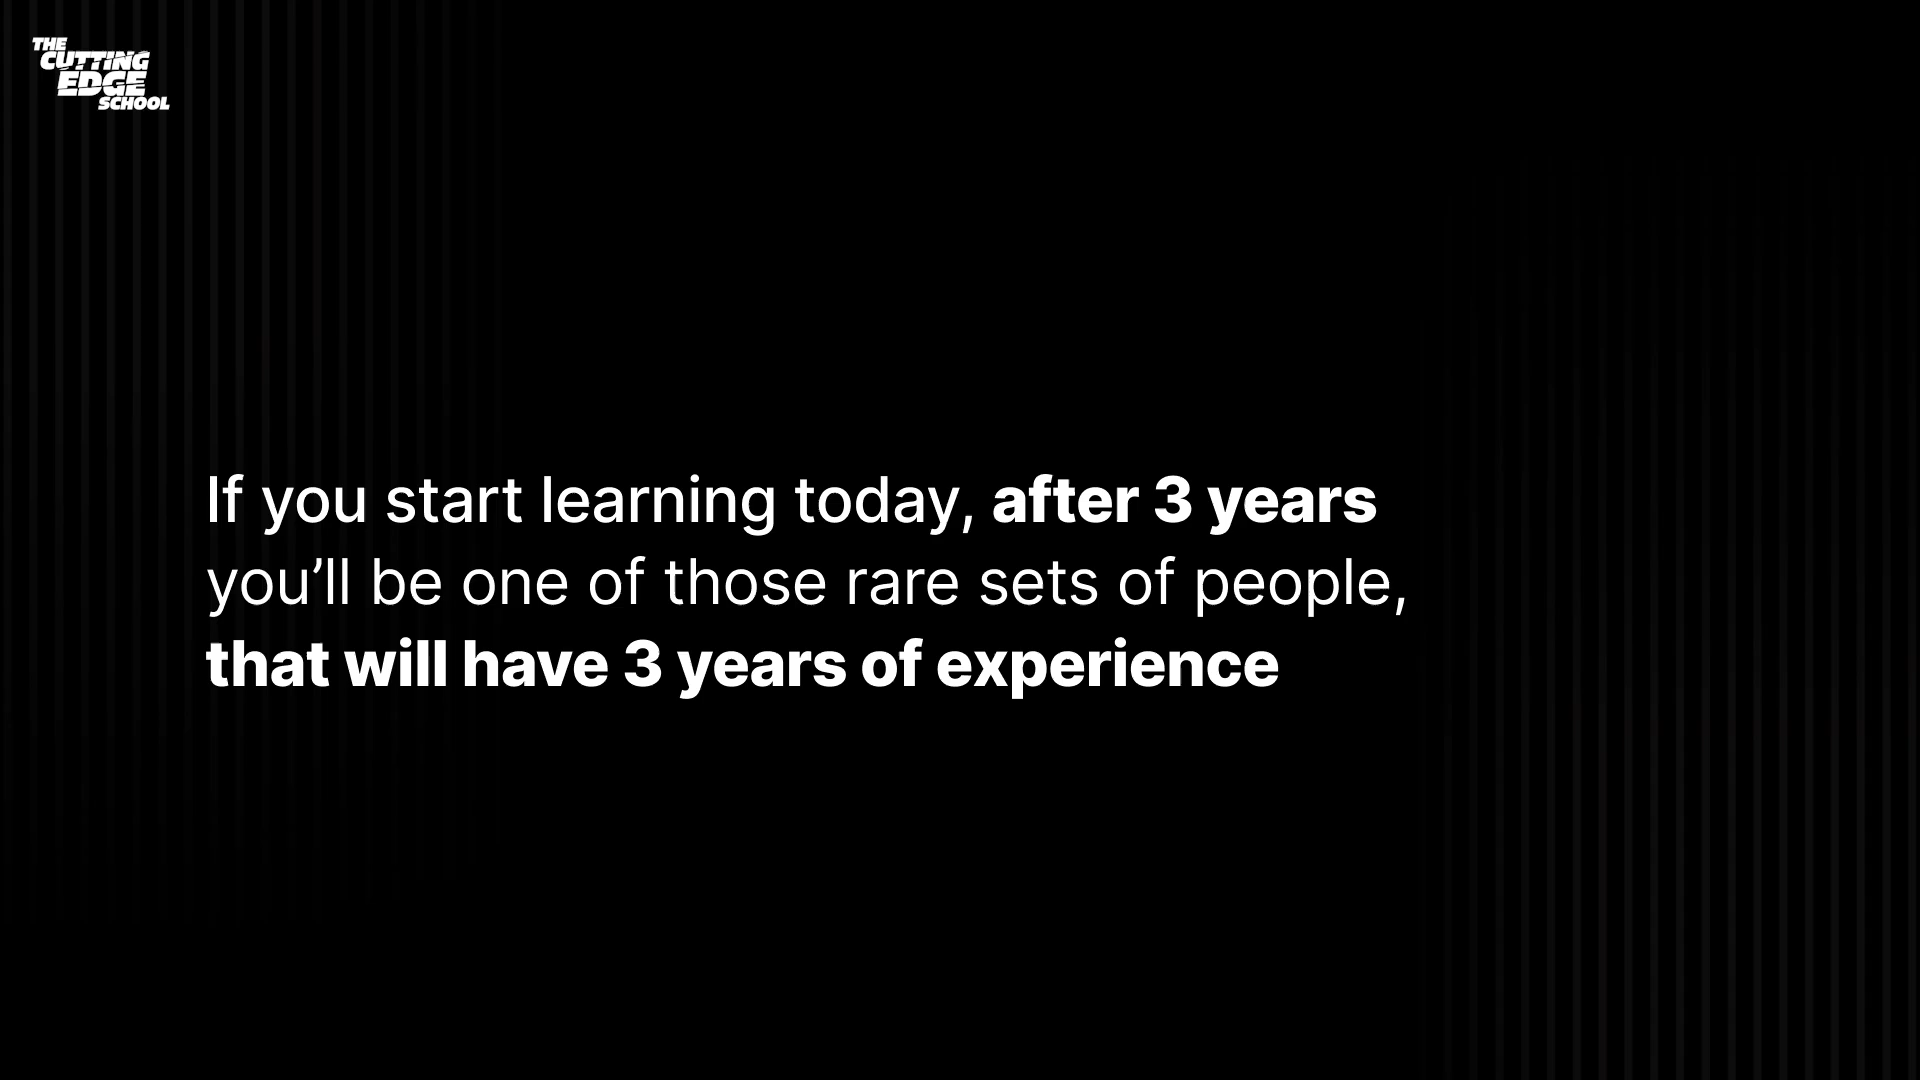 THE
CUTTING
EDGE
SCHOOL
If you start learning today, after 3 years
you’ll be one of those rare sets of people,
that will have 3 years of experience